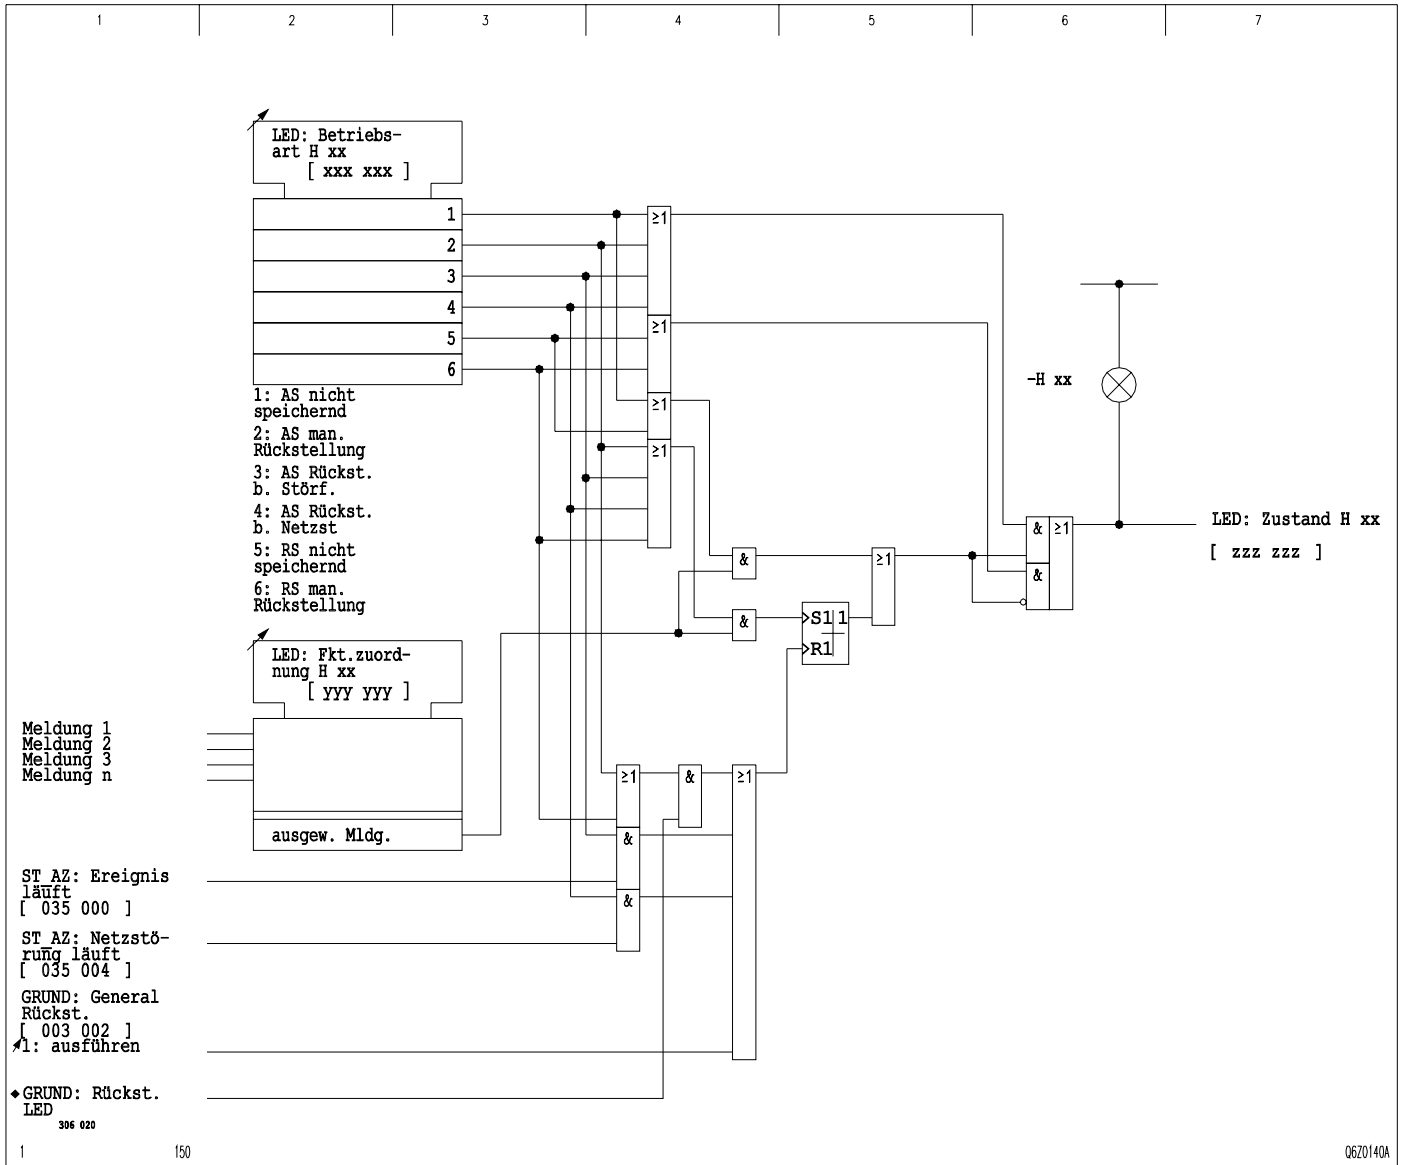 1 2 3 4 5 6 7
LED: Betriebs-
art H xx
[ xxx xxx ]
1
2
3
4
5
6
1: AS nicht
speichernd
2: AS man.
Rückstellung
3: AS Rückst.
b. Störf.
4: AS Rückst.
b. Netzst
5: RS nicht
speichernd
6: RS man.
Rückstellung
≥1
≥1
≥1
≥1
&
&
≥1
S1 1
R1
-H xx
& ≥1
&
LED: Zustand H xx
[ zzz zzz ]
LED: Fkt.zuord-
nung H xx
[ yyy yyy ]
Meldung 1
Meldung 2
Meldung 3
Meldung n
ausgew. Mldg.
≥1
&
&
&
≥1
ST_AZ: Ereignis
läuft
[ 035 000 ]
ST_AZ: Netzstö-
rung läuft
[ 035 004 ]
GRUND: General
Rückst.
[ 003 002 ]
1: ausführen
GRUND: Rückst.
LED
306 020
1 150 Q6Z0140A